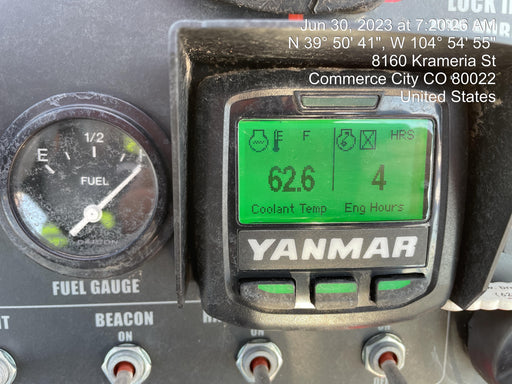 LOCK
Jun 30, 2023 at 7:20:26 AM
N 39° 50' 41", W 104° 54' 55"
8160 Krameria St
Commerce City CO 80022
United States
E 1/2
FUEL
F HRS
62.6 4
Coolant Temp Eng Hours
YANMAR
FUEL GAUGE
BEACON
ON ON ON